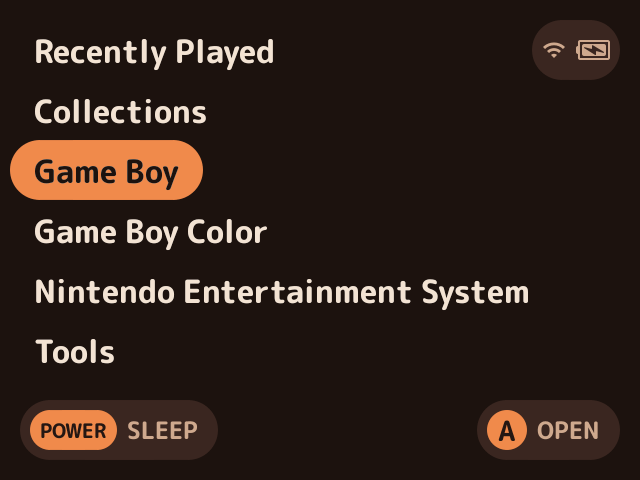 Recently Played
Collections
Game Boy
Game Boy Color
Nintendo Entertainment System
Tools
POWER SLEEP
A OPEN